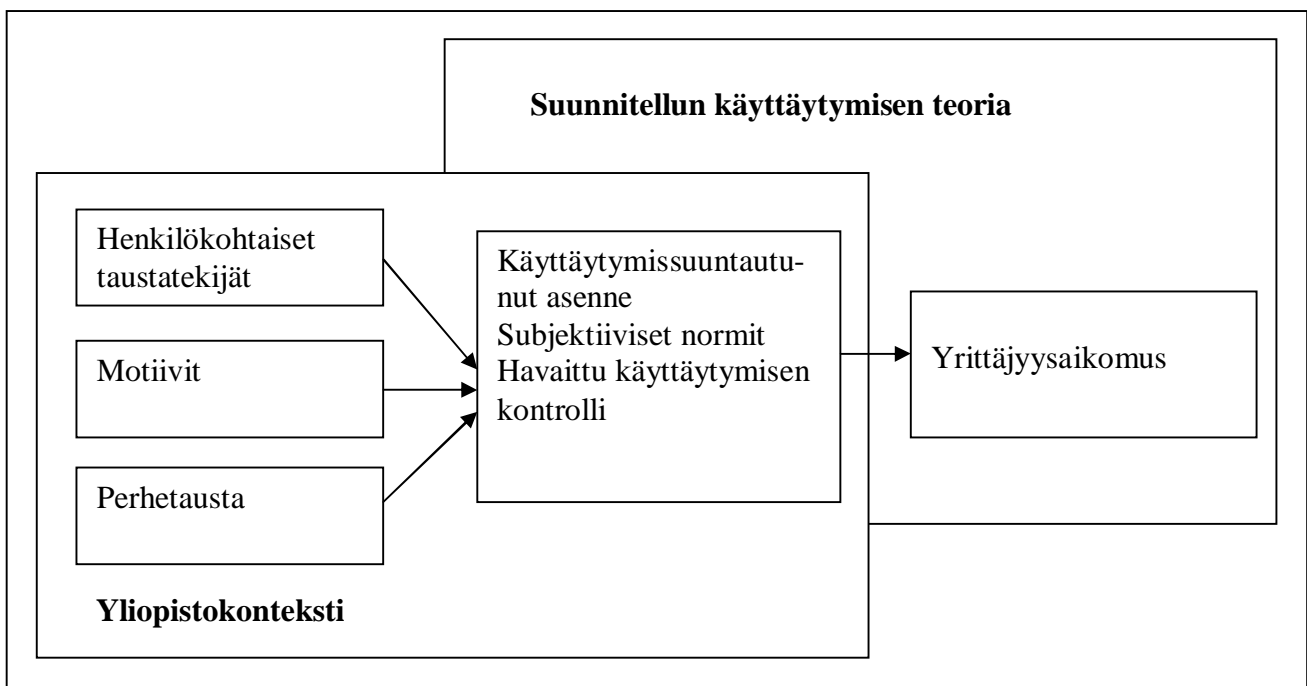 Suunnitellun käyttäytymisen teoria
Henkilökohtaiset
taustatekijät
Motiivit
Perhetausta
Käyttäytymissuuntautu-
nut asenne
Subjektiiviset normit
Havaittu käyttäytymisen
kontrolli
Yrittäjyysaikomus
Yliopistokonteksti